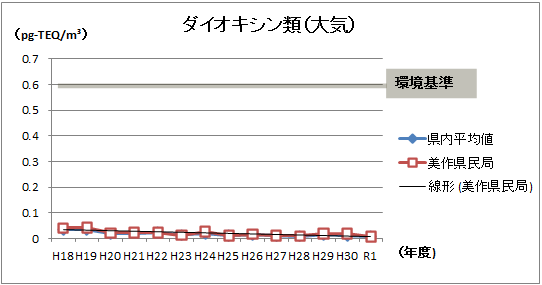 ダイオキシン類（大気）
（pg-TEQ/m³）
0.7
0.6
0.5
0.4
0.3
0.2
0.1
0
環境基準
県内平均値
美作県民局
線形 (美作県民局)
H18 H19 H20 H21 H22 H23 H24 H25 H26 H27 H28 H29 H30 R1
（年度)